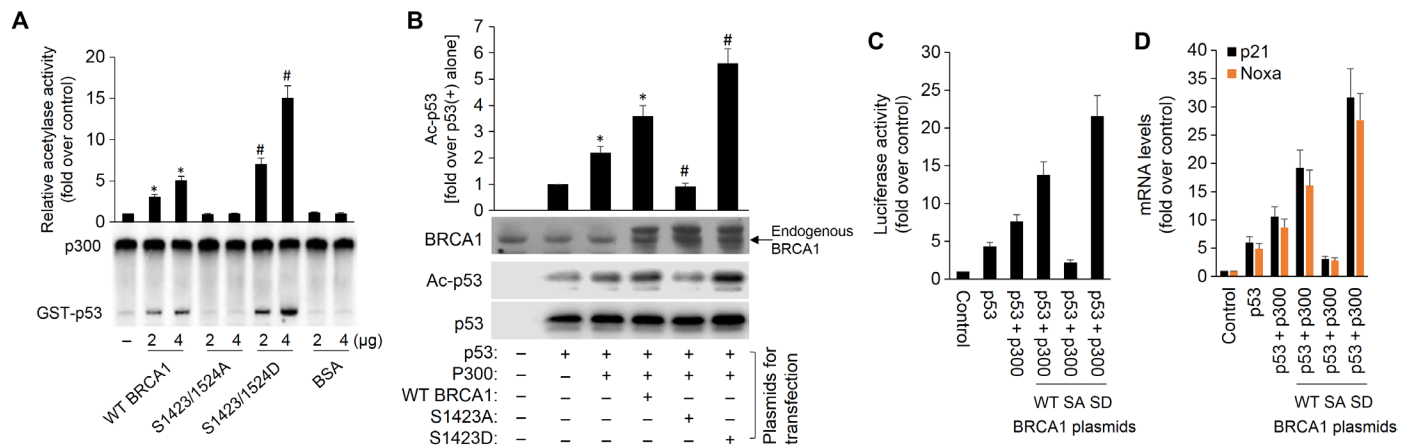 A
Relative acetylase activity
(fold over control)
20
15
10
5
0
*
*
#
#
p300
GST-p53
– 2 4 2 4 2 4 2 4 (μg)
WT BRCA1
S1423/1524A
S1423/1524D
BSA
B
Ac-p53
[fold over p53(+) alone]
7
6
5
4
3
2
1
0
*
*
#
#
BRCA1
Endogenous
BRCA1
Ac-p53
p53
p53: – + + + + +
P300: – – + + + +
WT BRCA1: – – – + – –
S1423A: – – – – + –
S1423D: – – – – – +
Plasmids for
transfection
C
Luciferase activity
(fold over control)
30
25
20
15
10
5
0
Control
p53
p53 + p300
p53 + p300
p53 + p300
p53 + p300
WT SA SD
BRCA1 plasmids
D
p21
Noxa
mRNA levels
(fold over control)
40
35
30
25
20
15
10
5
0
Control
p53
p53 + p300
p53 + p300
p53 + p300
p53 + p300
WT SA SD
BRCA1 plasmids